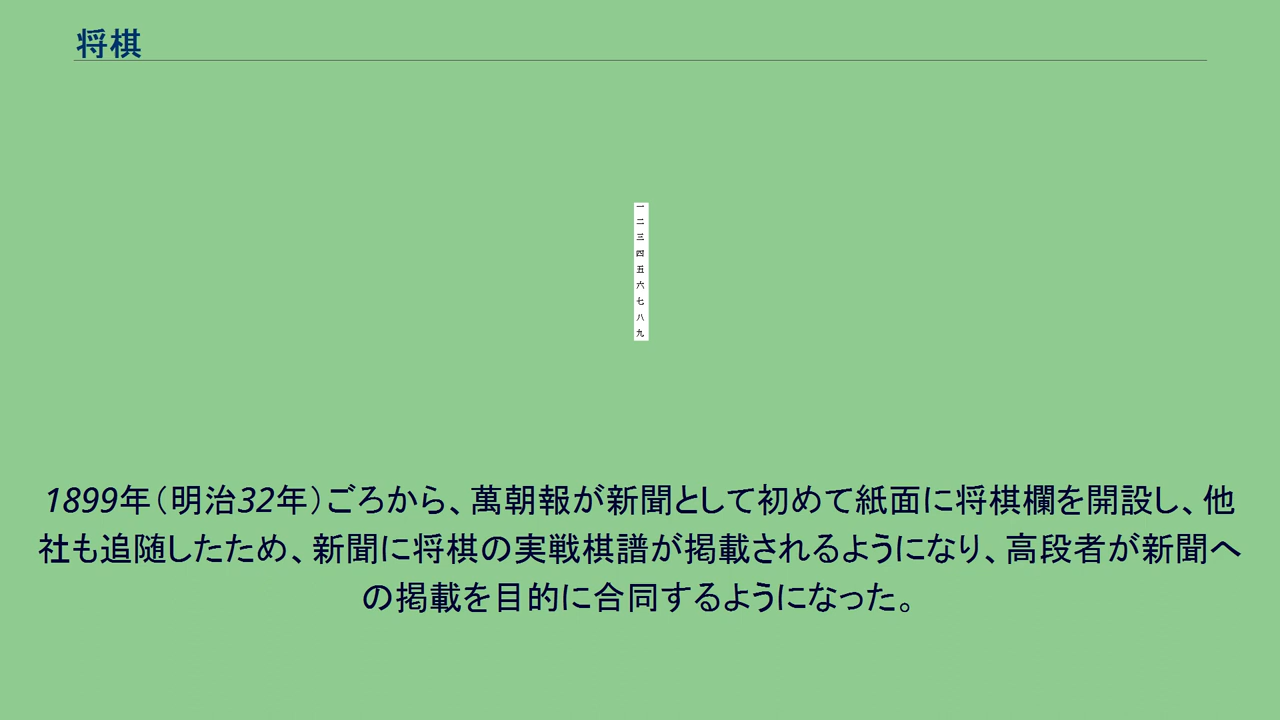 将棋
一
二
三
四
五
六
七
八
九
1899年（明治32年）ごろから、萬朝報が新聞として初めて紙面に将棋欄を開設し、他
社も追随したため、新聞に将棋の実戦棋譜が掲載されるようになり、高段者が新聞へ
の掲載を目的に合同するようになった。